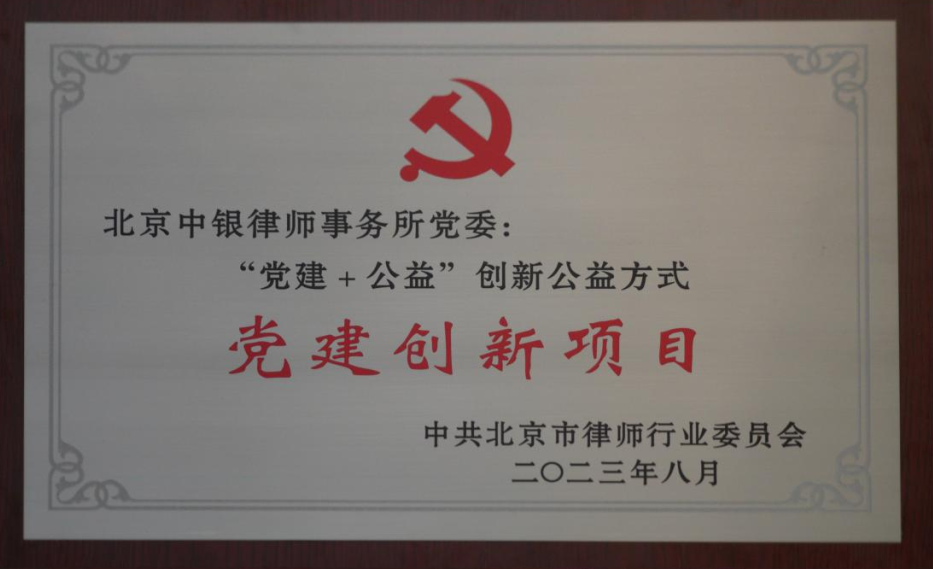 北京中银律师事务所党委：
“党建+公益”创新公益方式
党建创新项目
中共北京市律师行业委员会
二〇二三年八月